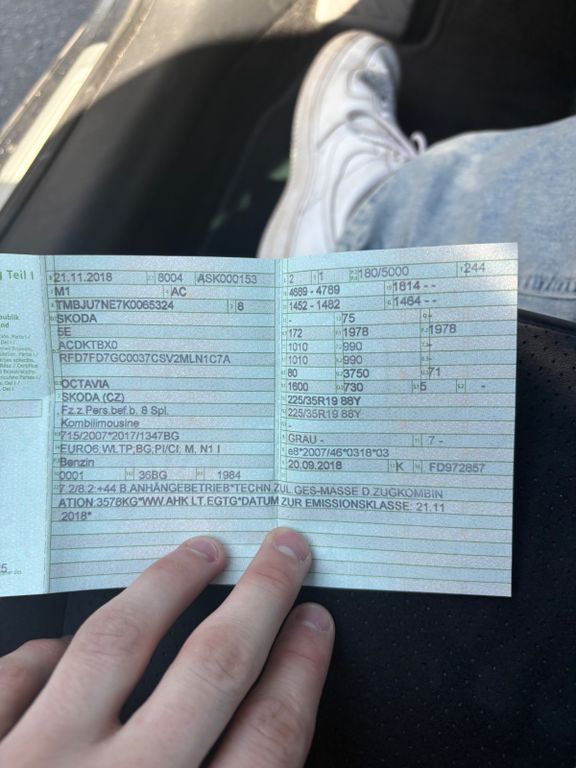 Teil I
21.11.2018 8004 ASK000153
M1 AC
TMBJU7NE7K0065324 8
SKODA
5E
ACDKTBX0
RFD7FD7GC0037CSV2MLN1C7A
OCTAVIA
SKODA (CZ)
Fz.z.Pers.bef.b. 8 Spl.
Kombilimousine
715/2007*2017/1347BG
EURO6;WLTP;BG;PI/CI; M, N1 I
Benzin
0001 36BG 1984
2 1 180/5000 244
4689 - 4789 1814 - -
1452 - 1482 1464 - -
- 75 -
172 1978 1978
1010 990 -
1010 990 -
80 3750 71
1600 730 5 -
225/35R19 88Y
225/35R19 88Y
-
GRAU - 7 -
e8*2007/46*0318*03
20.09.2018 K FD972857
7.2/8.2:+44 B.ANHÄNGEBETRIEB*TECHN.ZUL.GES-MASSE D.ZUGKOMBIN
ATION:3578KG*WW.AHK LT.EGTG*DATUM ZUR EMISSIONSKLASSE: 21.11
.2018*